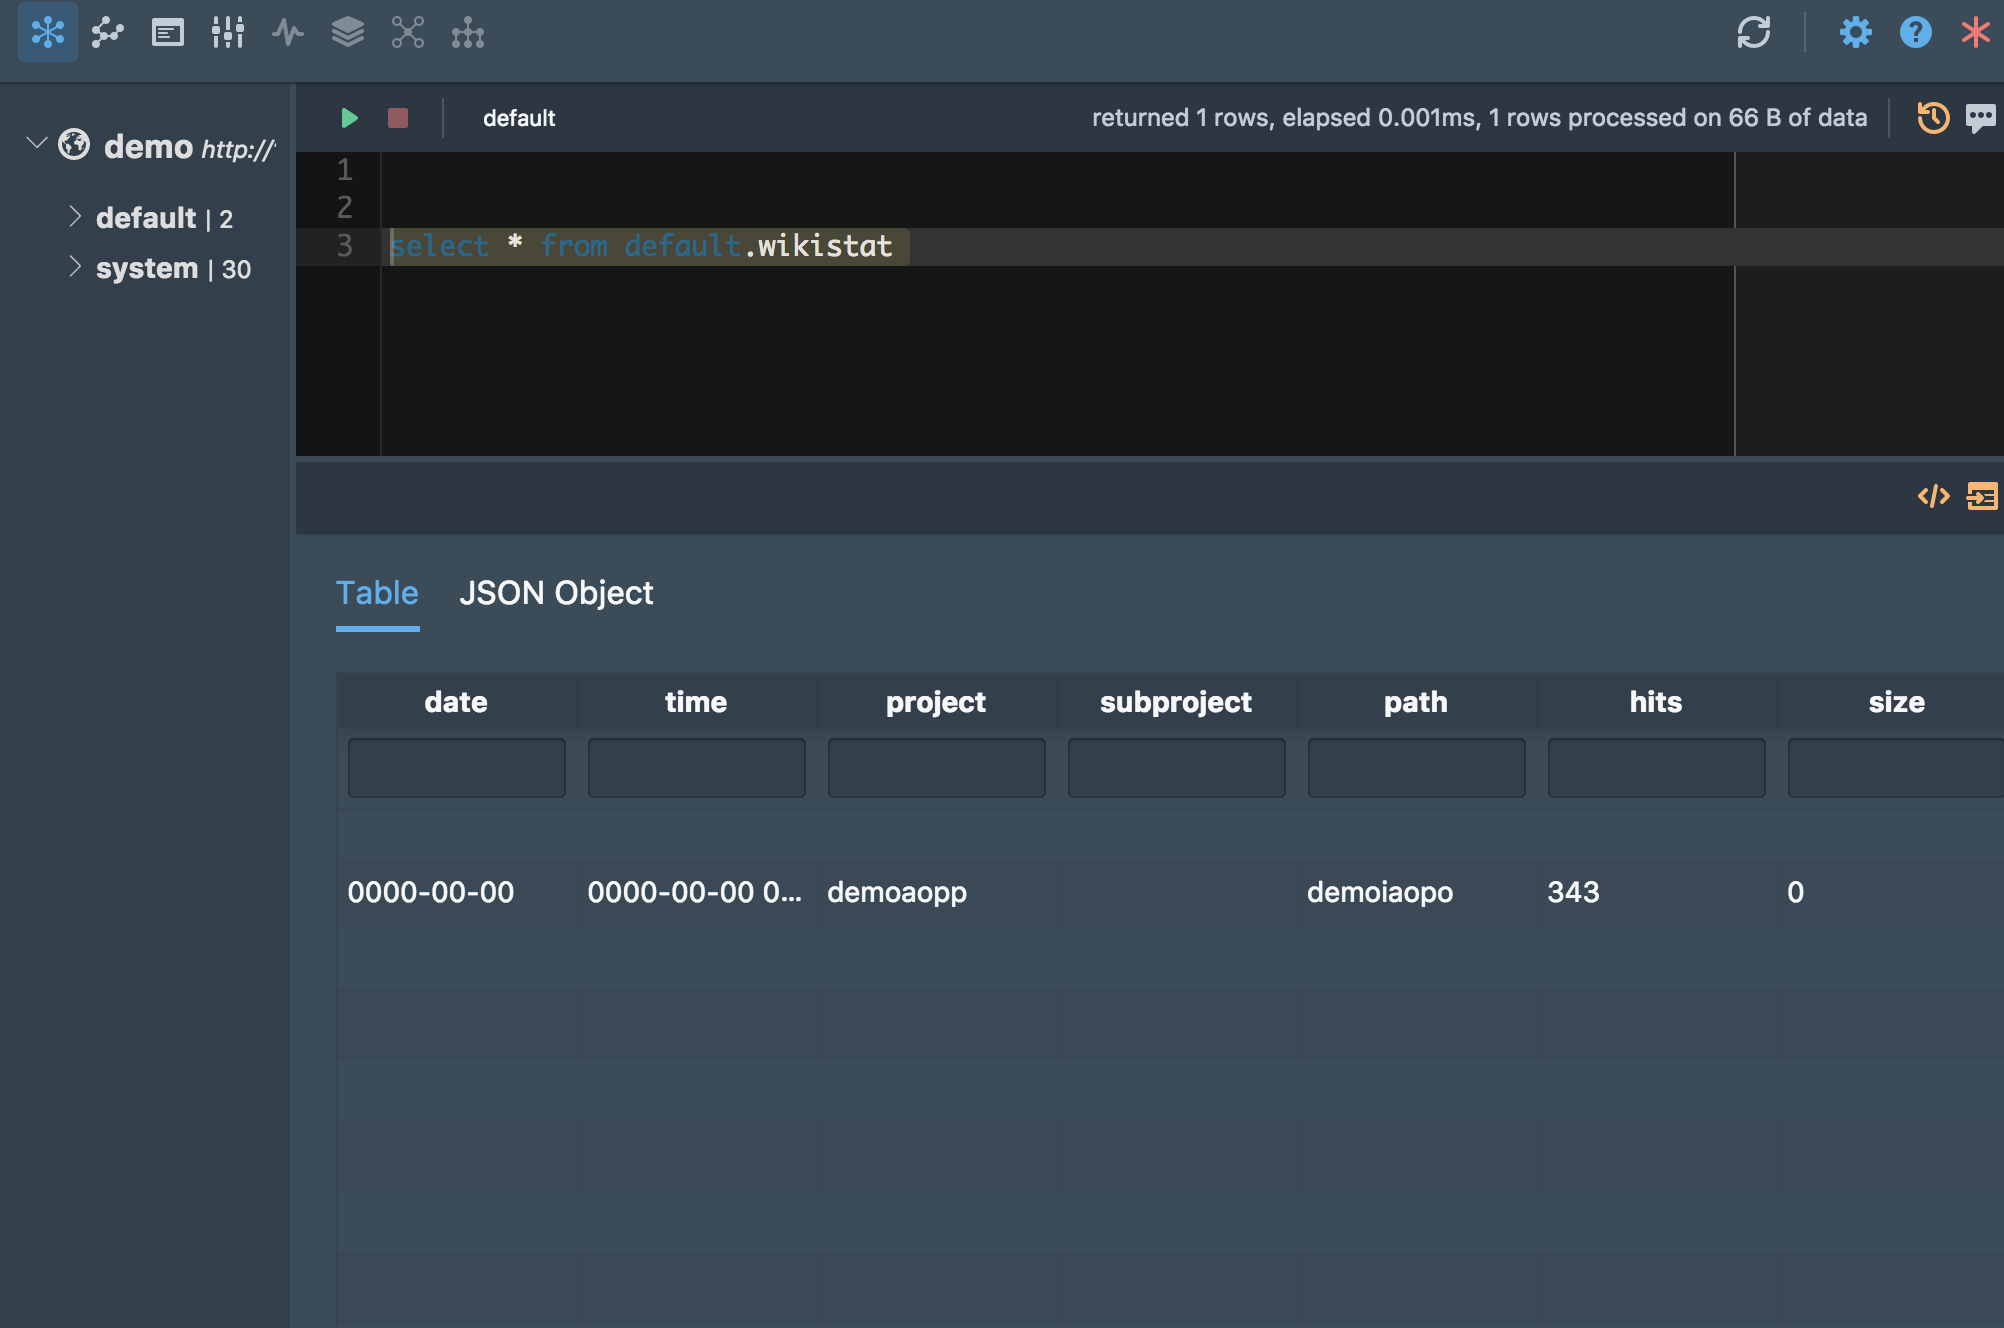 demo http://
default | 2
system | 30
default
returned 1 rows, elapsed 0.001ms, 1 rows processed on 66 B of data
1
2
3 select * from default.wikistat
Table JSON Object
date time project subproject path hits size
0000-00-00 0000-00-00 0... demoaopp demoiaopo 343 0